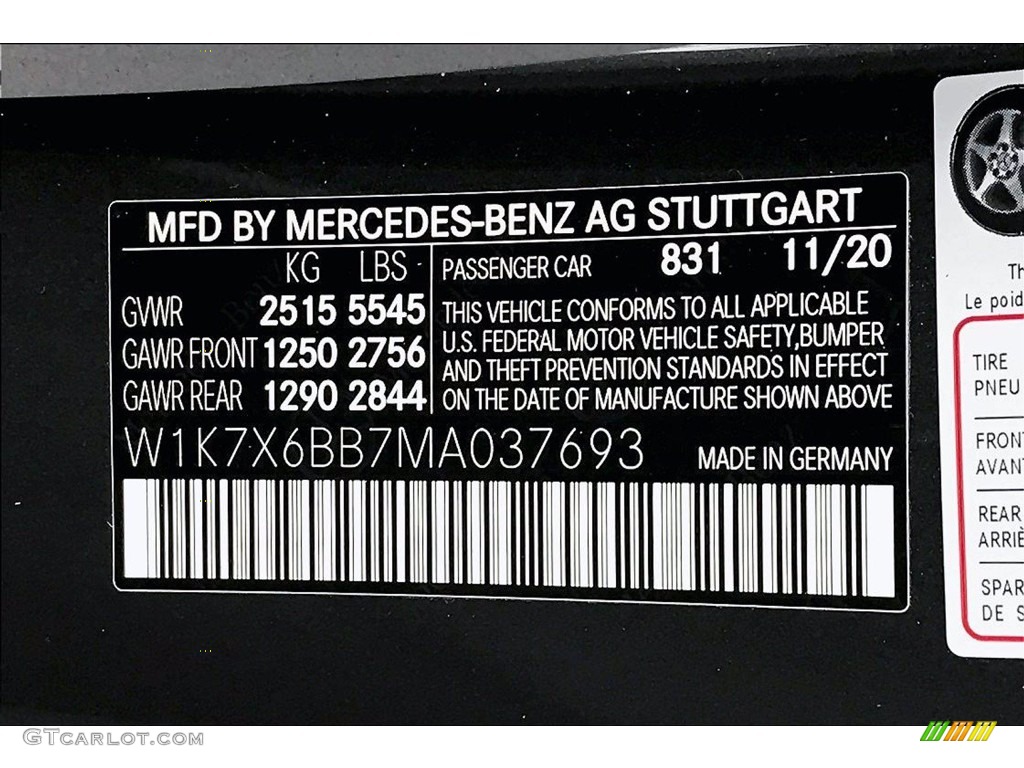 MFD BY MERCEDES-BENZ AG STUTTGART
KG LBS
GVWR 2515 5545
GAWR FRONT 1250 2756
GAWR REAR 1290 2844
PASSENGER CAR 831 11/20
THIS VEHICLE CONFORMS TO ALL APPLICABLE
U.S. FEDERAL MOTOR VEHICLE SAFETY, BUMPER
AND THEFT PREVENTION STANDARDS IN EFFECT
ON THE DATE OF MANUFACTURE SHOWN ABOVE
W1K7X6BB7MA037693 MADE IN GERMANY
Th
Le poid
TIRE
PNEU
FRON
AVAN
REAR
ARRIÈ
SPAR
DE S
GTCARLOT.COM